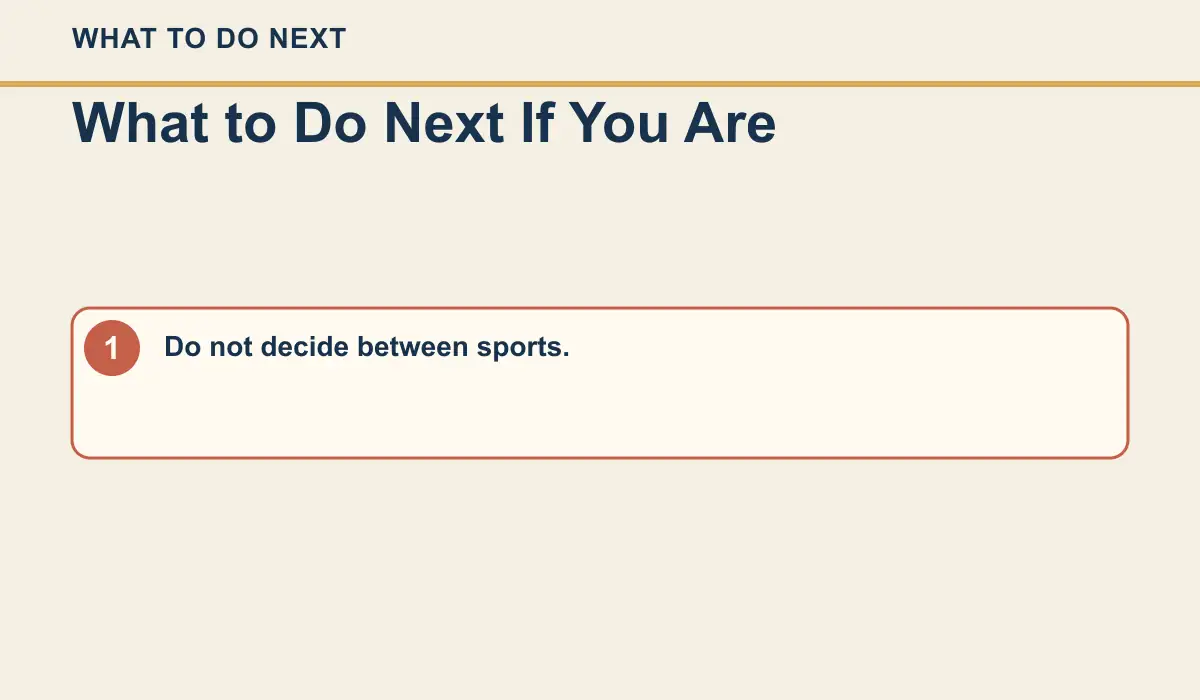 WHAT TO DO NEXT
What to Do Next If You Are
1
Do not decide between sports.